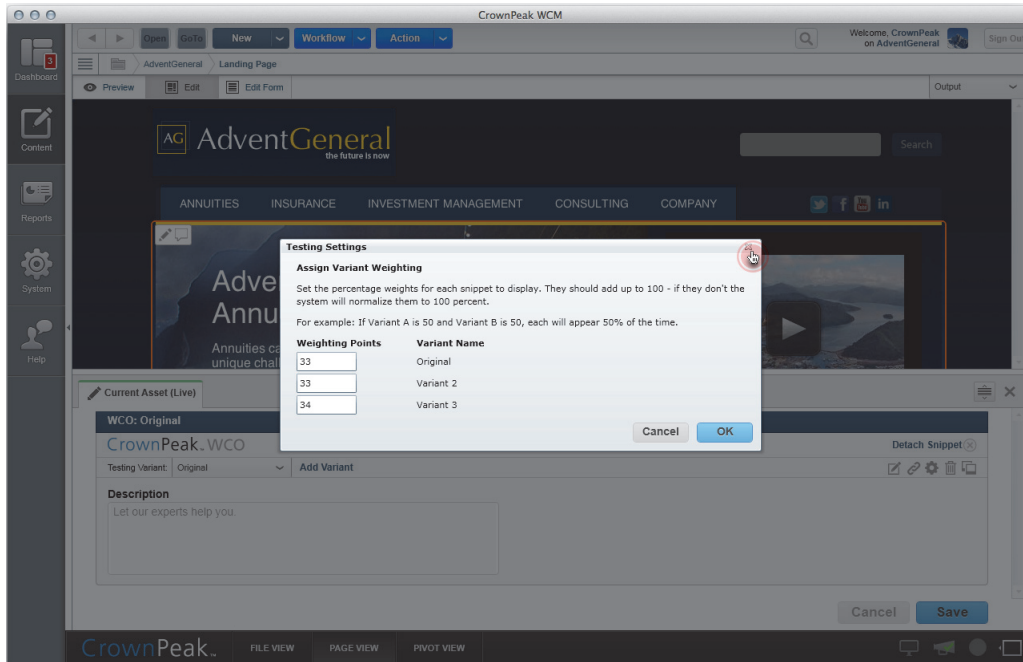 CrownPeak WCM
Open GoTo New Workflow Action
Welcome, CrownPeak
on AdventGeneral
Sign Ou
3
Dashboard
AdventGeneral Landing Page
Preview Edit Edit Form Output
Content
AG AdventGeneral
the future is now
Search
Reports
ANNUITIES INSURANCE INVESTMENT MANAGEMENT CONSULTING COMPANY
f in
System
Help
Adve
Annu
Annuities ca
unique chall
Testing Settings
Assign Variant Weighting
Set the percentage weights for each snippet to display. They should add up to 100 - if they don't the
system will normalize them to 100 percent.
For example: If Variant A is 50 and Variant B is 50, each will appear 50% of the time.
Weighting Points Variant Name
33 Original
33 Variant 2
34 Variant 3
Cancel OK
Current Asset (Live)
WCO: Original
CrownPeak WCO
Detach Snippet
Testing Variant: Original Add Variant
Description
Let our experts help you.
Cancel Save
CrownPeak FILE VIEW PAGE VIEW PIVOT VIEW